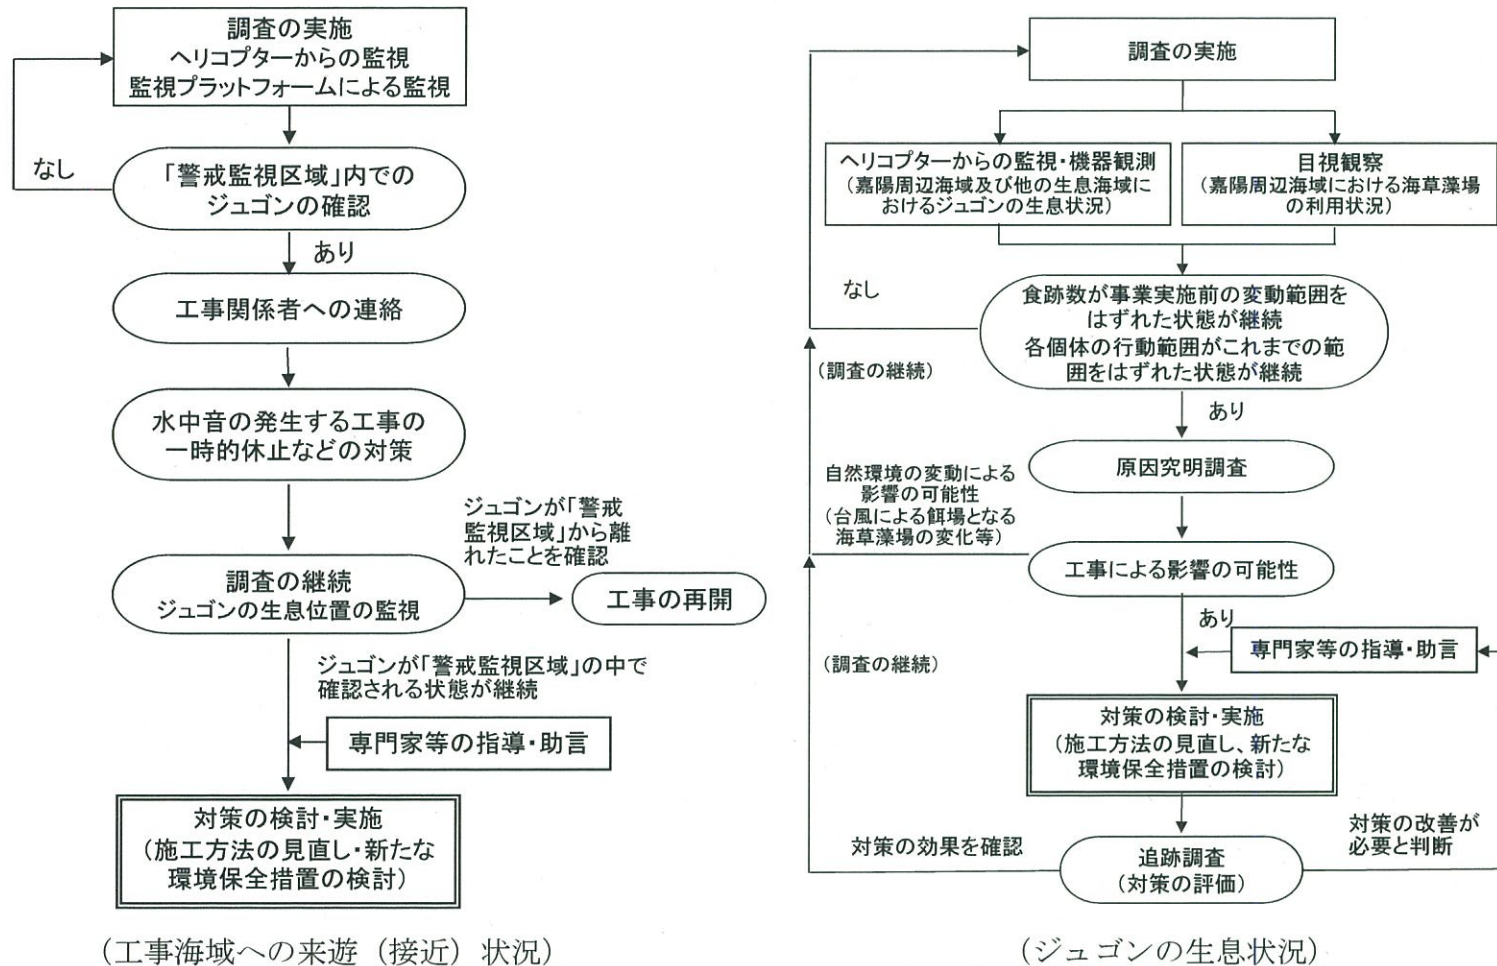 調査の実施
ヘリコプターからの監視
監視プラットフォームによる監視
なし
「警戒監視区域」内での
ジュゴンの確認
あり
工事関係者への連絡
水中音の発生する工事の
一時的休止などの対策
ジュゴンが「警戒
監視区域」から離
れたことを確認
調査の継続
ジュゴンの生息位置の監視
工事の再開
ジュゴンが「警戒監視区域」の中で
確認される状態が継続
専門家等の指導・助言
対策の検討・実施
(施工方法の見直し・新たな
環境保全措置の検討)
(工事海域への来遊(接近)状況)
調査の実施
ヘリコプターからの監視・機器観測
(嘉陽周辺海域及び他の生息海域に
おけるジュゴンの生息状況)
目視観察
(嘉陽周辺海域における海草藻場
の利用状況)
なし
食跡数が事業実施前の変動範囲を
はずれた状態が継続
各個体の行動範囲がこれまでの範
囲をはずれた状態が継続
(調査の継続)
あり
原因究明調査
自然環境の変動による
影響の可能性
(台風による餌場となる
海草藻場の変化等)
工事による影響の可能性
あり
専門家等の指導・助言
(調査の継続)
対策の検討・実施
(施工方法の見直し、新たな
環境保全措置の検討)
対策の効果を確認
追跡調査
(対策の評価)
対策の改善が
必要と判断
(ジュゴンの生息状況)